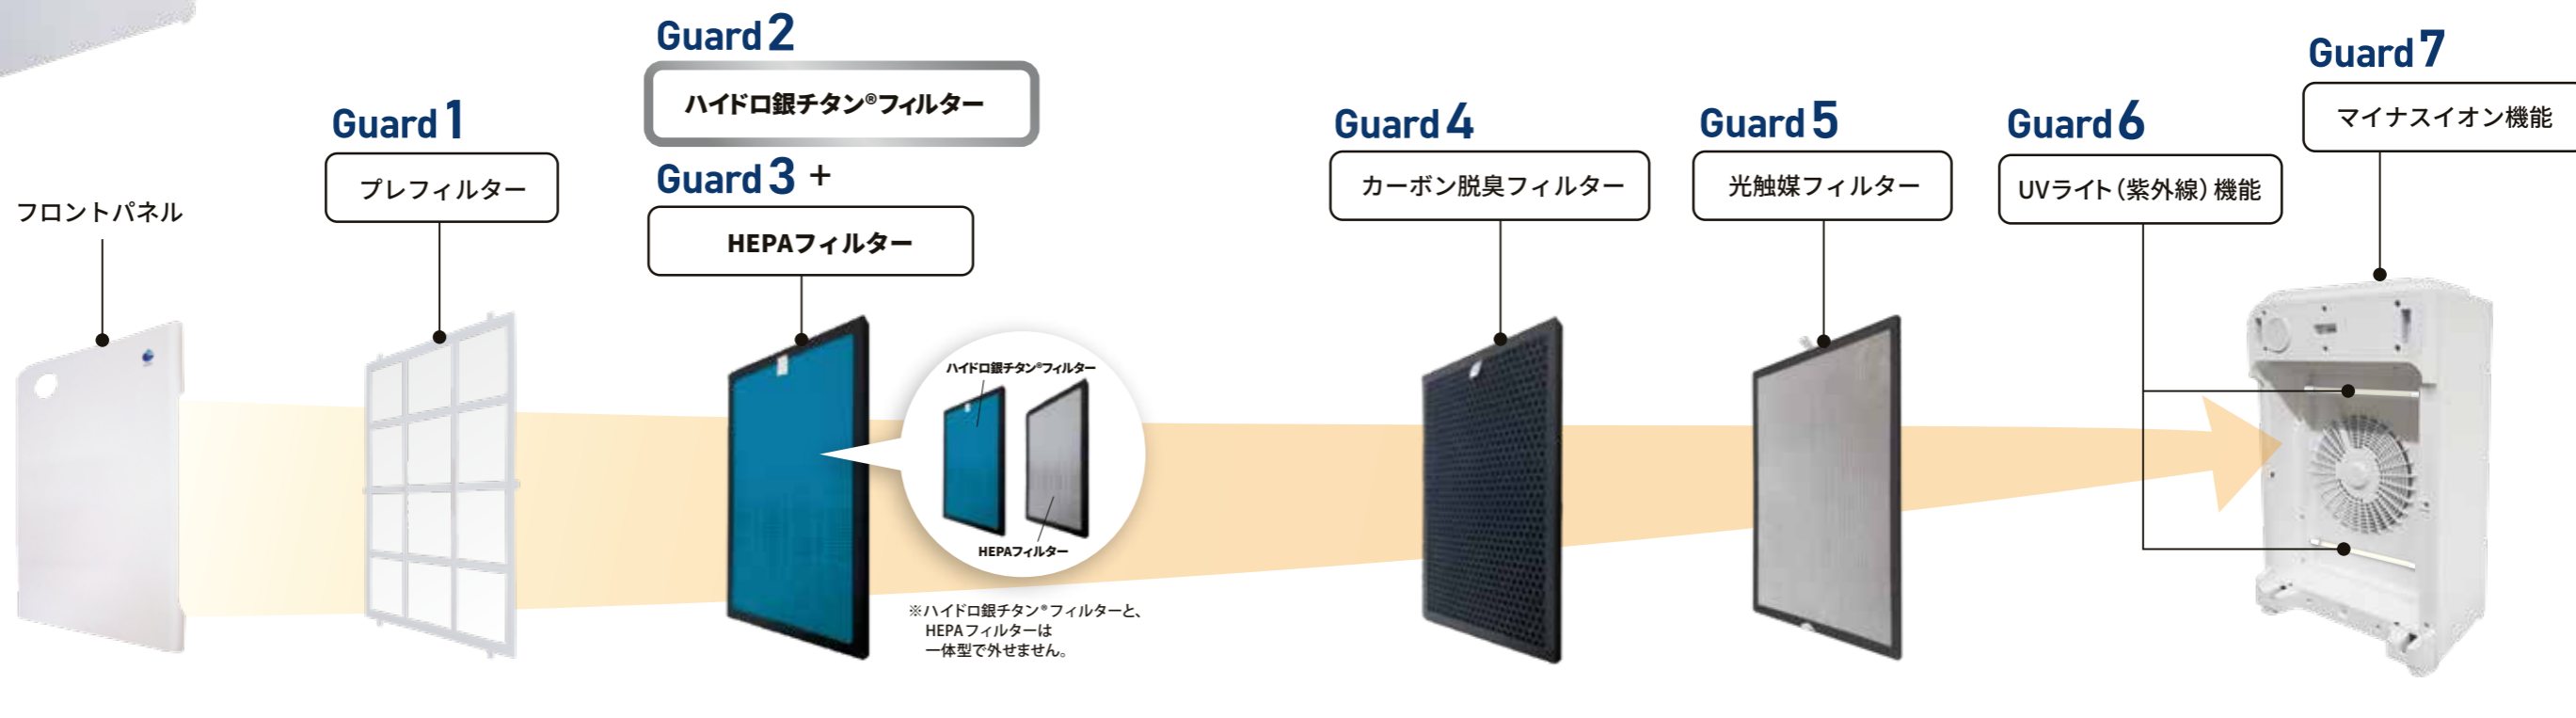 フロントパネル
Guard 1
プレフィルター
Guard 2
ハイドロ銀チタン®フィルター
Guard 3 +
HEPAフィルター
ハイドロ銀チタン®フィルター
HEPAフィルター
※ハイドロ銀チタン®フィルターと、
HEPAフィルターは
一体型で外せません。
Guard 4
カーボン脱臭フィルター
Guard 5
光触媒フィルター
Guard 6
UVライト（紫外線）機能
Guard 7
マイナスイオン機能